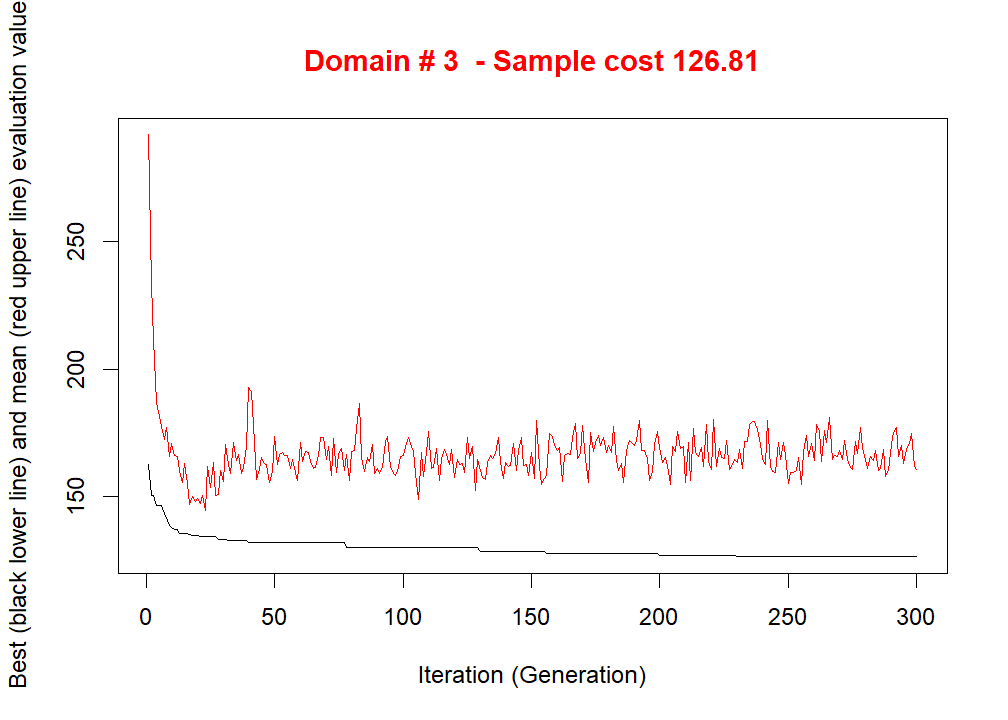 Domain # 3  - Sample cost 126.81
Best (black lower line) and mean (red upper line) evaluation value
250
200
150
0 50 100 150 200 250 300
Iteration (Generation)